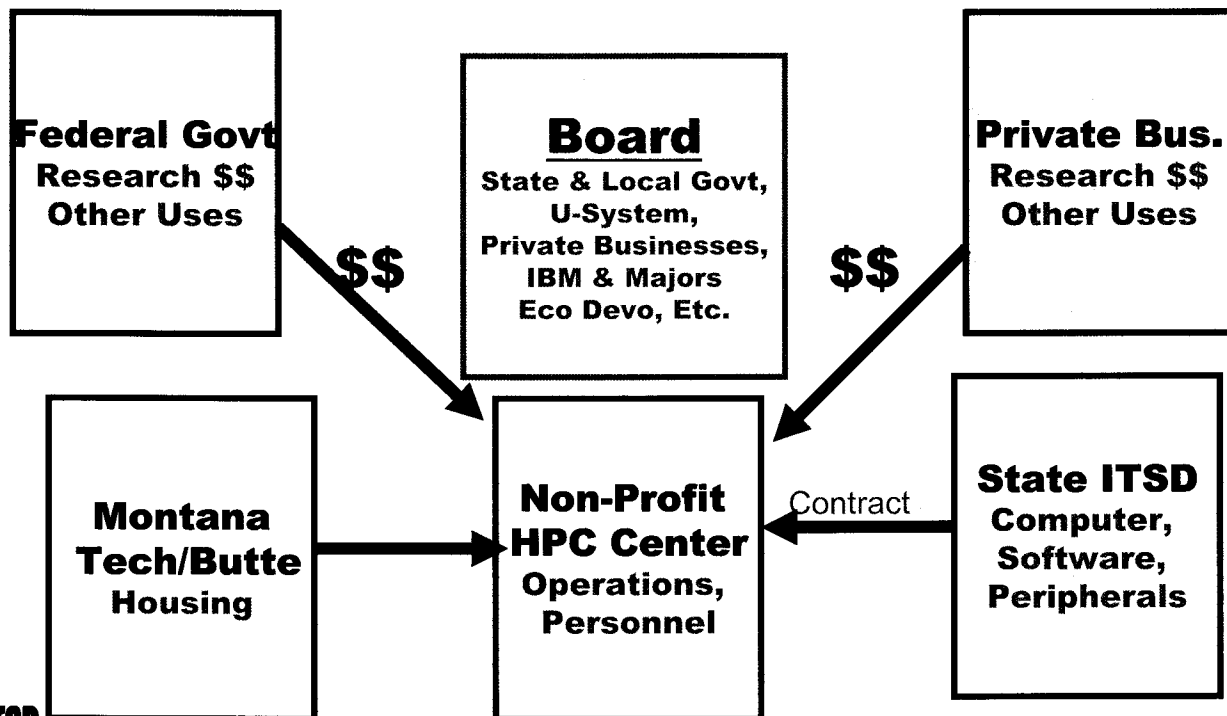 Federal Govt
Research $$
Other Uses
$$
Board
State & Local Govt,
U-System,
Private Businesses,
IBM & Majors
Eco Devo, Etc.
$$
Private Bus.
Research $$
Other Uses
Montana
Tech/Butte
Housing
Non-Profit
HPC Center
Operations,
Personnel
Contract
State ITSD
Computer,
Software,
Peripherals